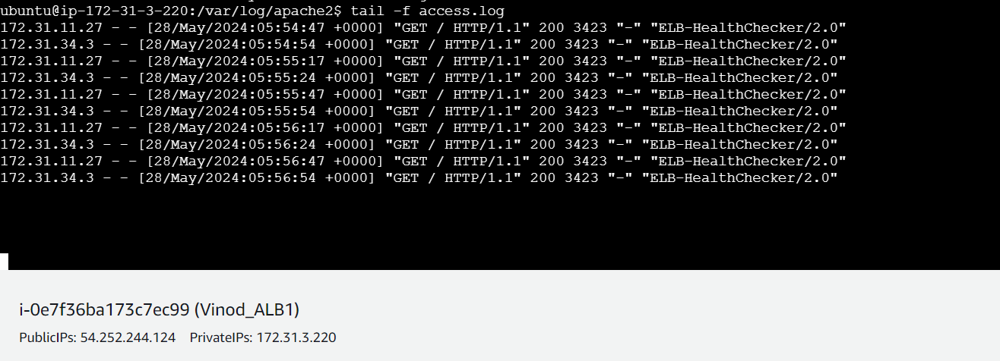 ubuntu@ip-172-31-3-220:/var/log/apache2$ tail -f access.log
172.31.11.27 - - [28/May/2024:05:54:47 +0000] "GET / HTTP/1.1" 200 3423 "-" "ELB-HealthChecker/2.0"
172.31.34.3 - - [28/May/2024:05:54:54 +0000] "GET / HTTP/1.1" 200 3423 "-" "ELB-HealthChecker/2.0"
172.31.11.27 - - [28/May/2024:05:55:17 +0000] "GET / HTTP/1.1" 200 3423 "-" "ELB-HealthChecker/2.0"
172.31.34.3 - - [28/May/2024:05:55:24 +0000] "GET / HTTP/1.1" 200 3423 "-" "ELB-HealthChecker/2.0"
172.31.11.27 - - [28/May/2024:05:55:47 +0000] "GET / HTTP/1.1" 200 3423 "-" "ELB-HealthChecker/2.0"
172.31.34.3 - - [28/May/2024:05:55:54 +0000] "GET / HTTP/1.1" 200 3423 "-" "ELB-HealthChecker/2.0"
172.31.11.27 - - [28/May/2024:05:56:17 +0000] "GET / HTTP/1.1" 200 3423 "-" "ELB-HealthChecker/2.0"
172.31.34.3 - - [28/May/2024:05:56:24 +0000] "GET / HTTP/1.1" 200 3423 "-" "ELB-HealthChecker/2.0"
172.31.11.27 - - [28/May/2024:05:56:47 +0000] "GET / HTTP/1.1" 200 3423 "-" "ELB-HealthChecker/2.0"
172.31.34.3 - - [28/May/2024:05:56:54 +0000] "GET / HTTP/1.1" 200 3423 "-" "ELB-HealthChecker/2.0"
i-0e7f36ba173c7ec99 (Vinod_ALB1)
PublicIPs: 54.252.244.124 PrivateIPs: 172.31.3.220